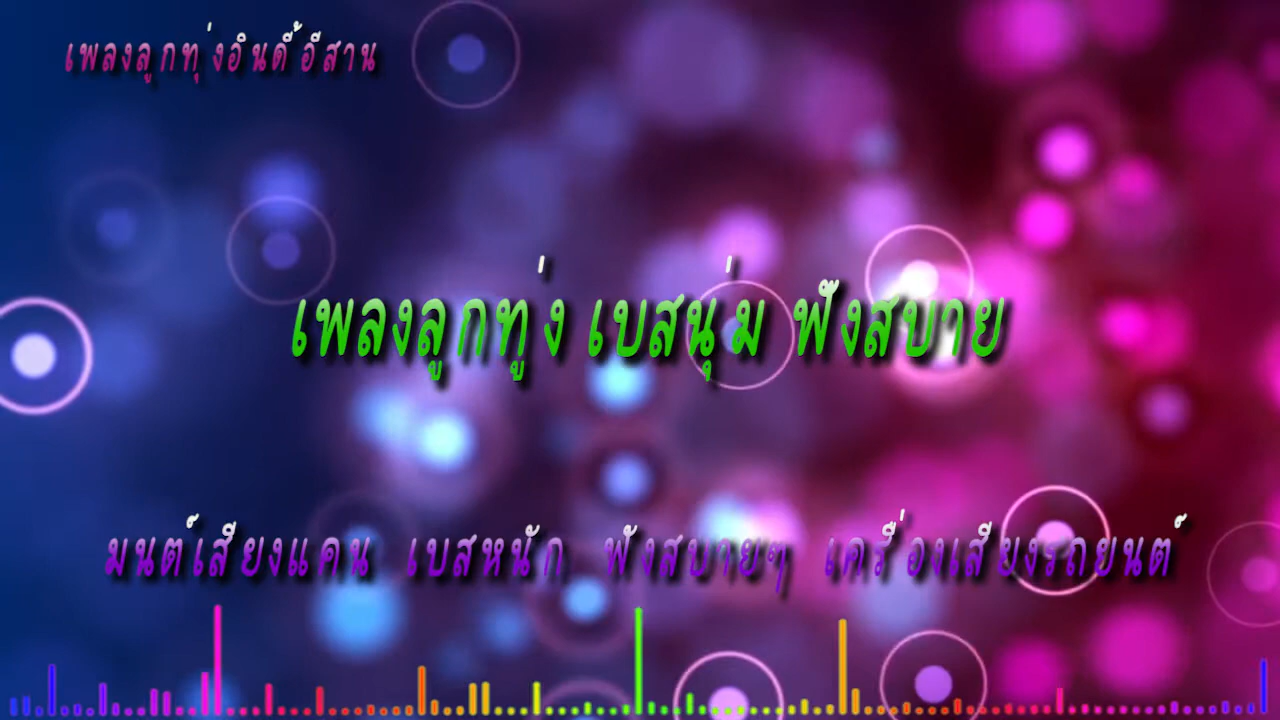 เพลงลูกทุ่งอินดี้อีสาน
เพลงลูกทู่ง เบสนุ่ม ฟังสบาย
มนต์เสียงแคน เบสหนัก ฟังสบายๆ เครื่องเสียงรถยนต์